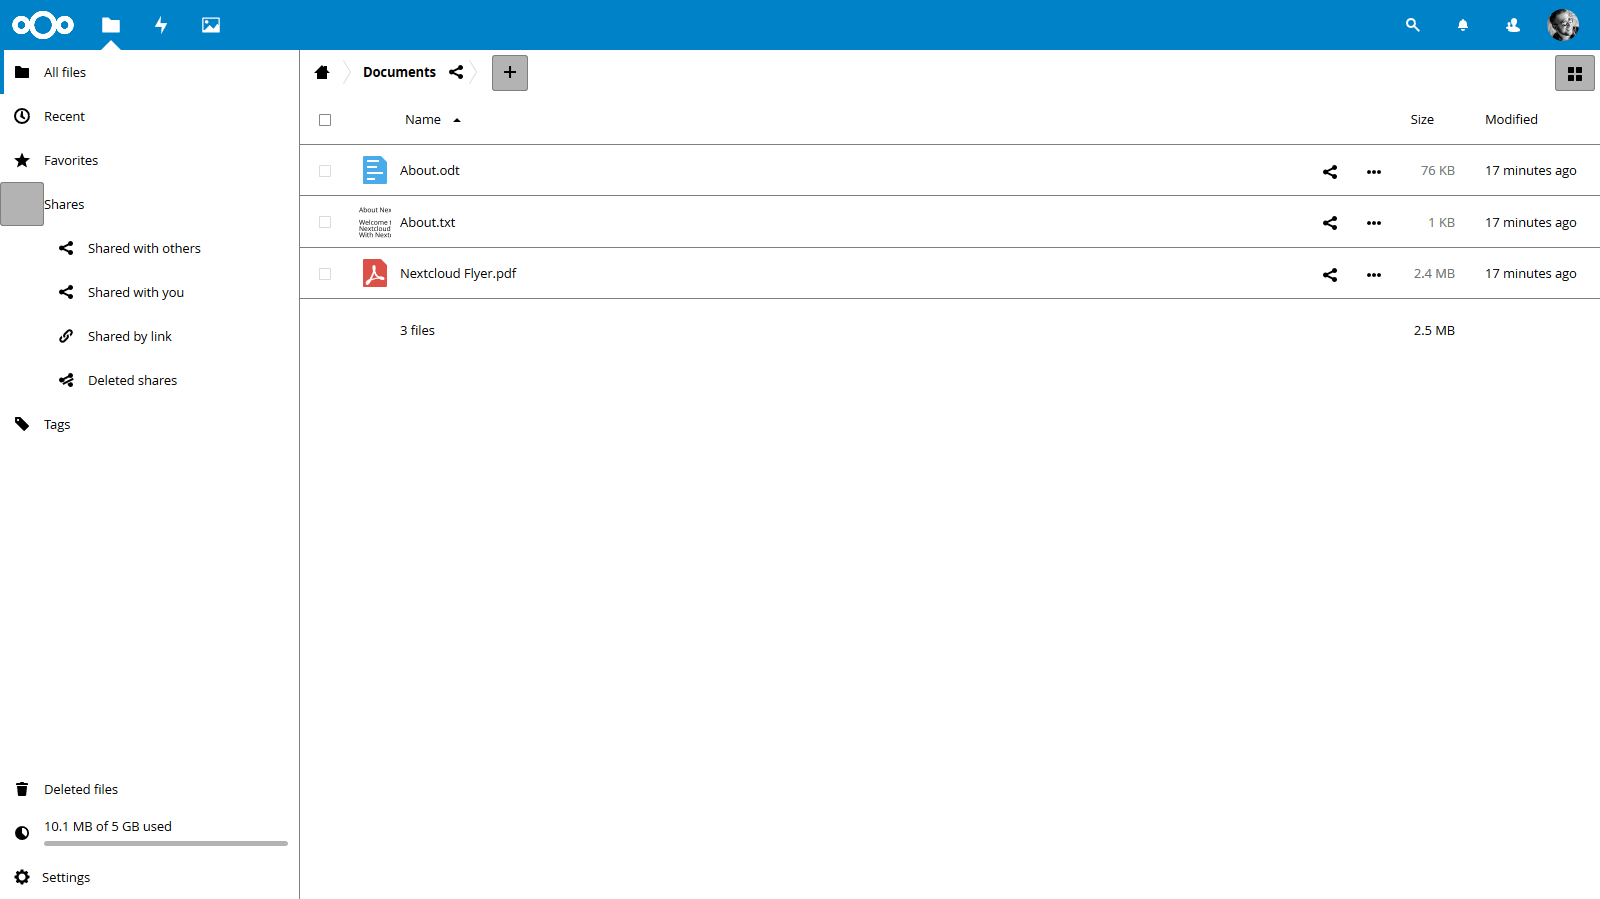 All files
Recent
Favorites
Shares
Shared with others
Shared with you
Shared by link
Deleted shares
Tags
Deleted files
10.1 MB of 5 GB used
Settings
Documents
Name Size Modified
About.odt 76 KB 17 minutes ago
About Nex
Welcome t
Nextcloud
With Nextc
About.txt 1 KB 17 minutes ago
Nextcloud Flyer.pdf 2.4 MB 17 minutes ago
3 files 2.5 MB